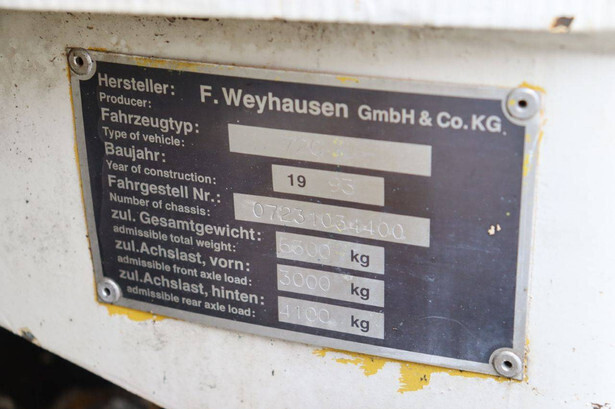 Hersteller: F. Weyhausen GmbH & Co. KG
Producer:
Fahrzeugtyp:
Type of vehicle:
Baujahr:
Year of construction: 19 93
Fahrgestell Nr.:
Number of chassis:
zul. Gesamtgewicht: kg
admissible total weight:
zul. Achslast, vorn: 3000 kg
admissible front axle load:
zul. Achslast, hinten: 4100 kg
admissible rear axle load: